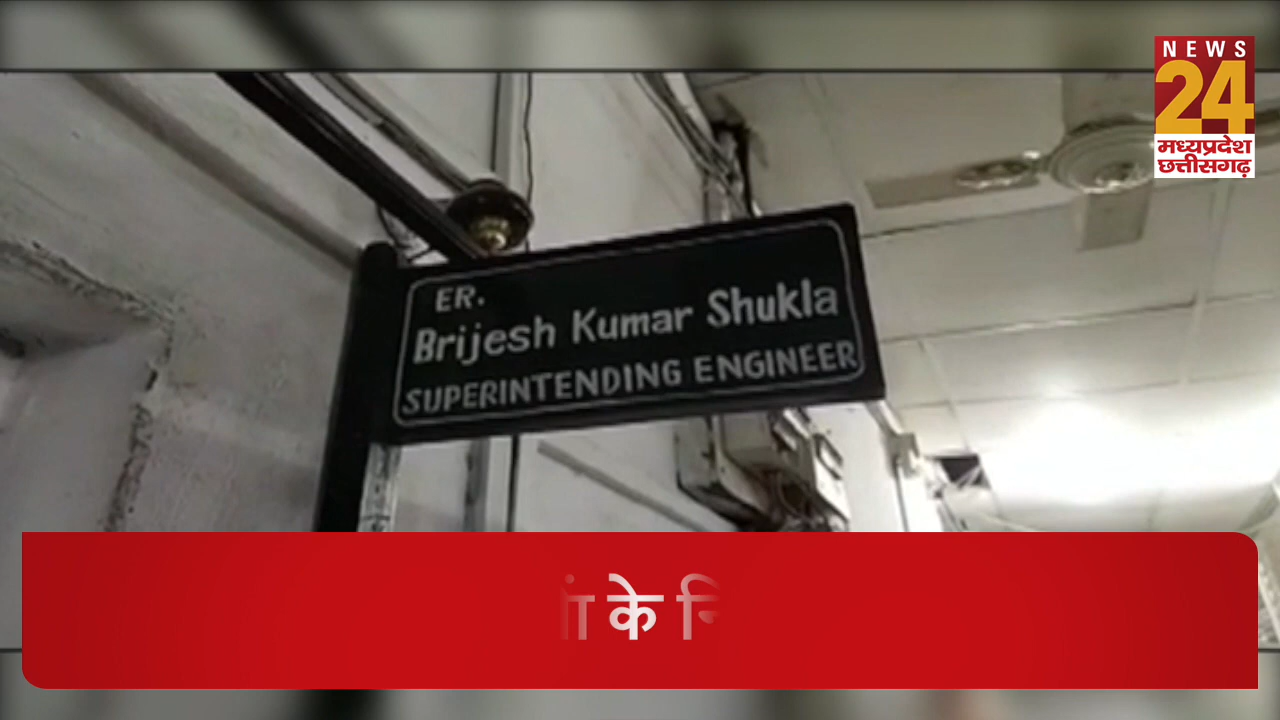 NEWS
24
मध्यप्रदेश
छत्तीसगढ़
ER.
Brijesh Kumar Shukla
SUPERINTENDING ENGINEER
के